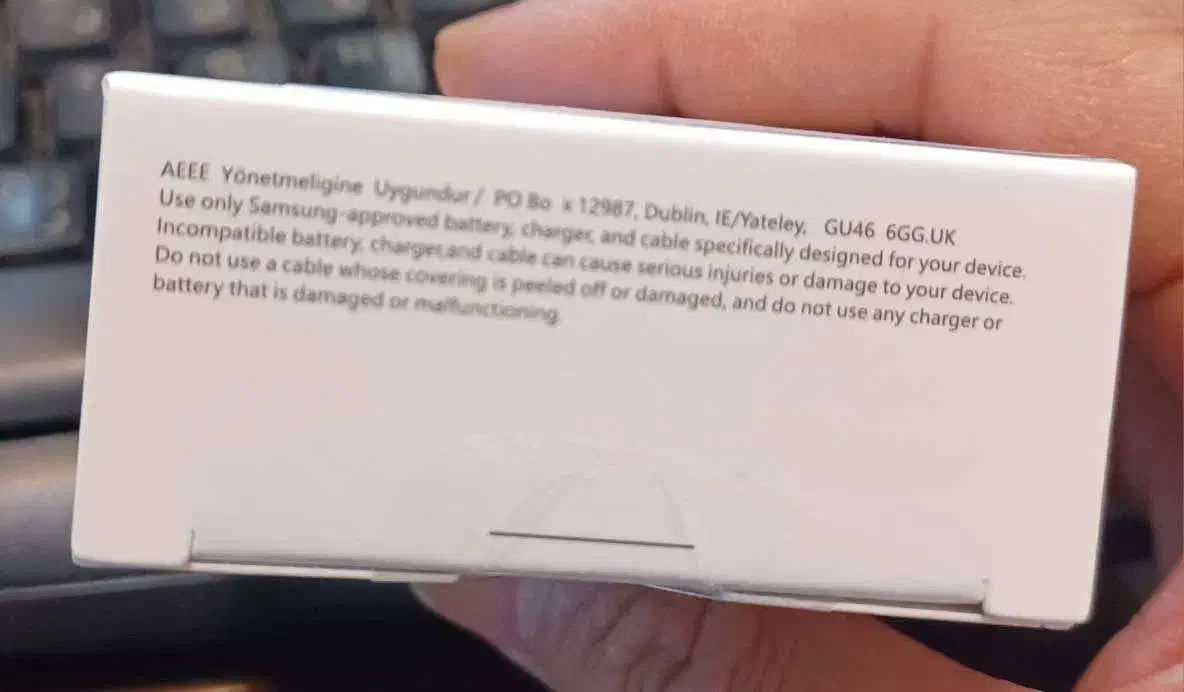 AEEE Yönetmeligine Uygundur/ PO Bo x 12987, Dublin, IE/Yateley, GU46 6GG.UK
Use only Samsung-approved battery, charger, and cable specifically designed for your device.
Incompatible battery, charger,and cable can cause serious injuries or damage to your device.
Do not use a cable whose covering is peeled off or damaged, and do not use any charger or
battery that is damaged or malfunctioning.